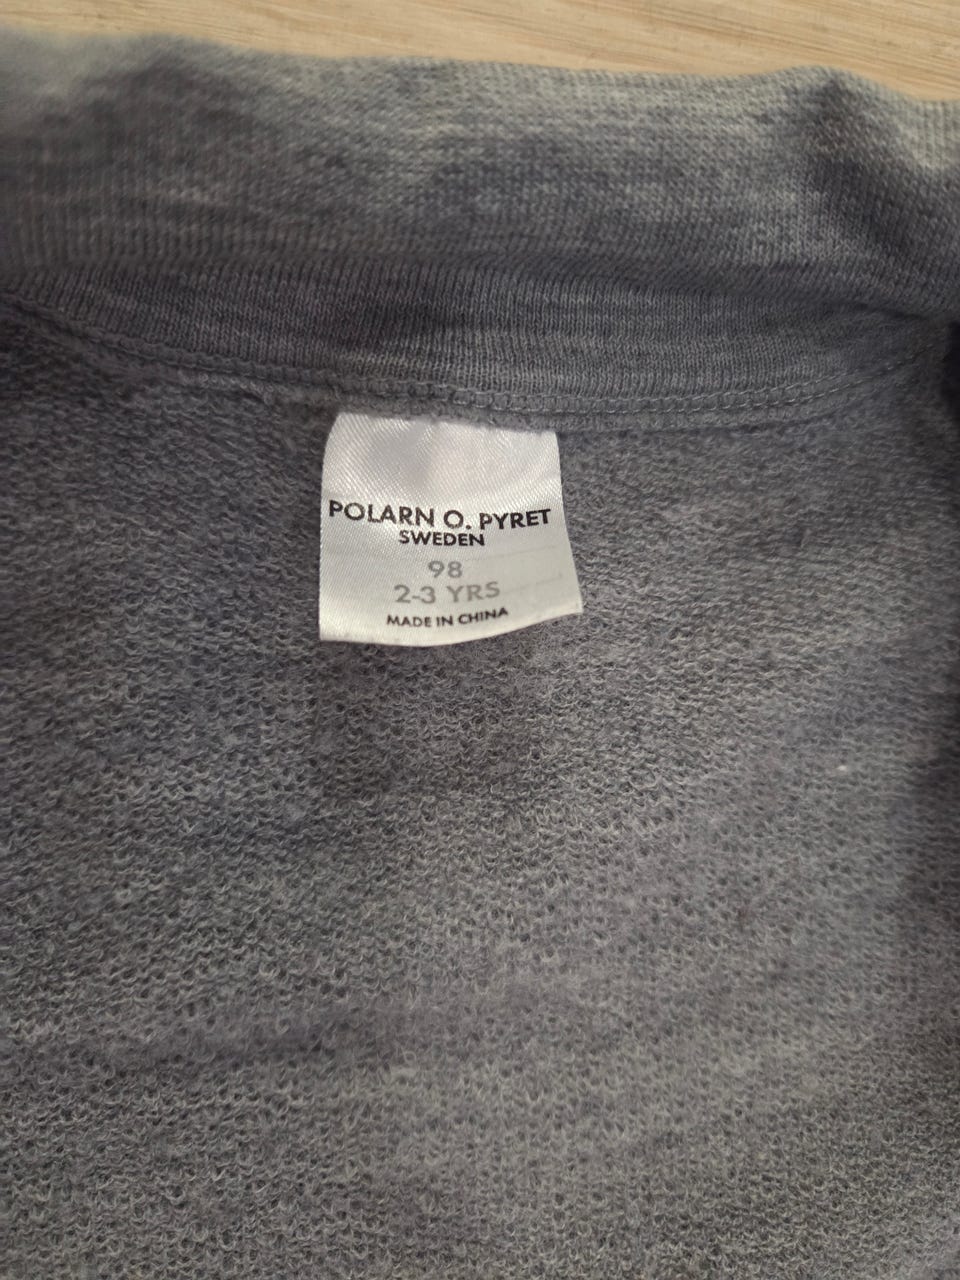 POLARN O. PYRET
SWEDEN
98
2-3 YRS
MADE IN CHINA